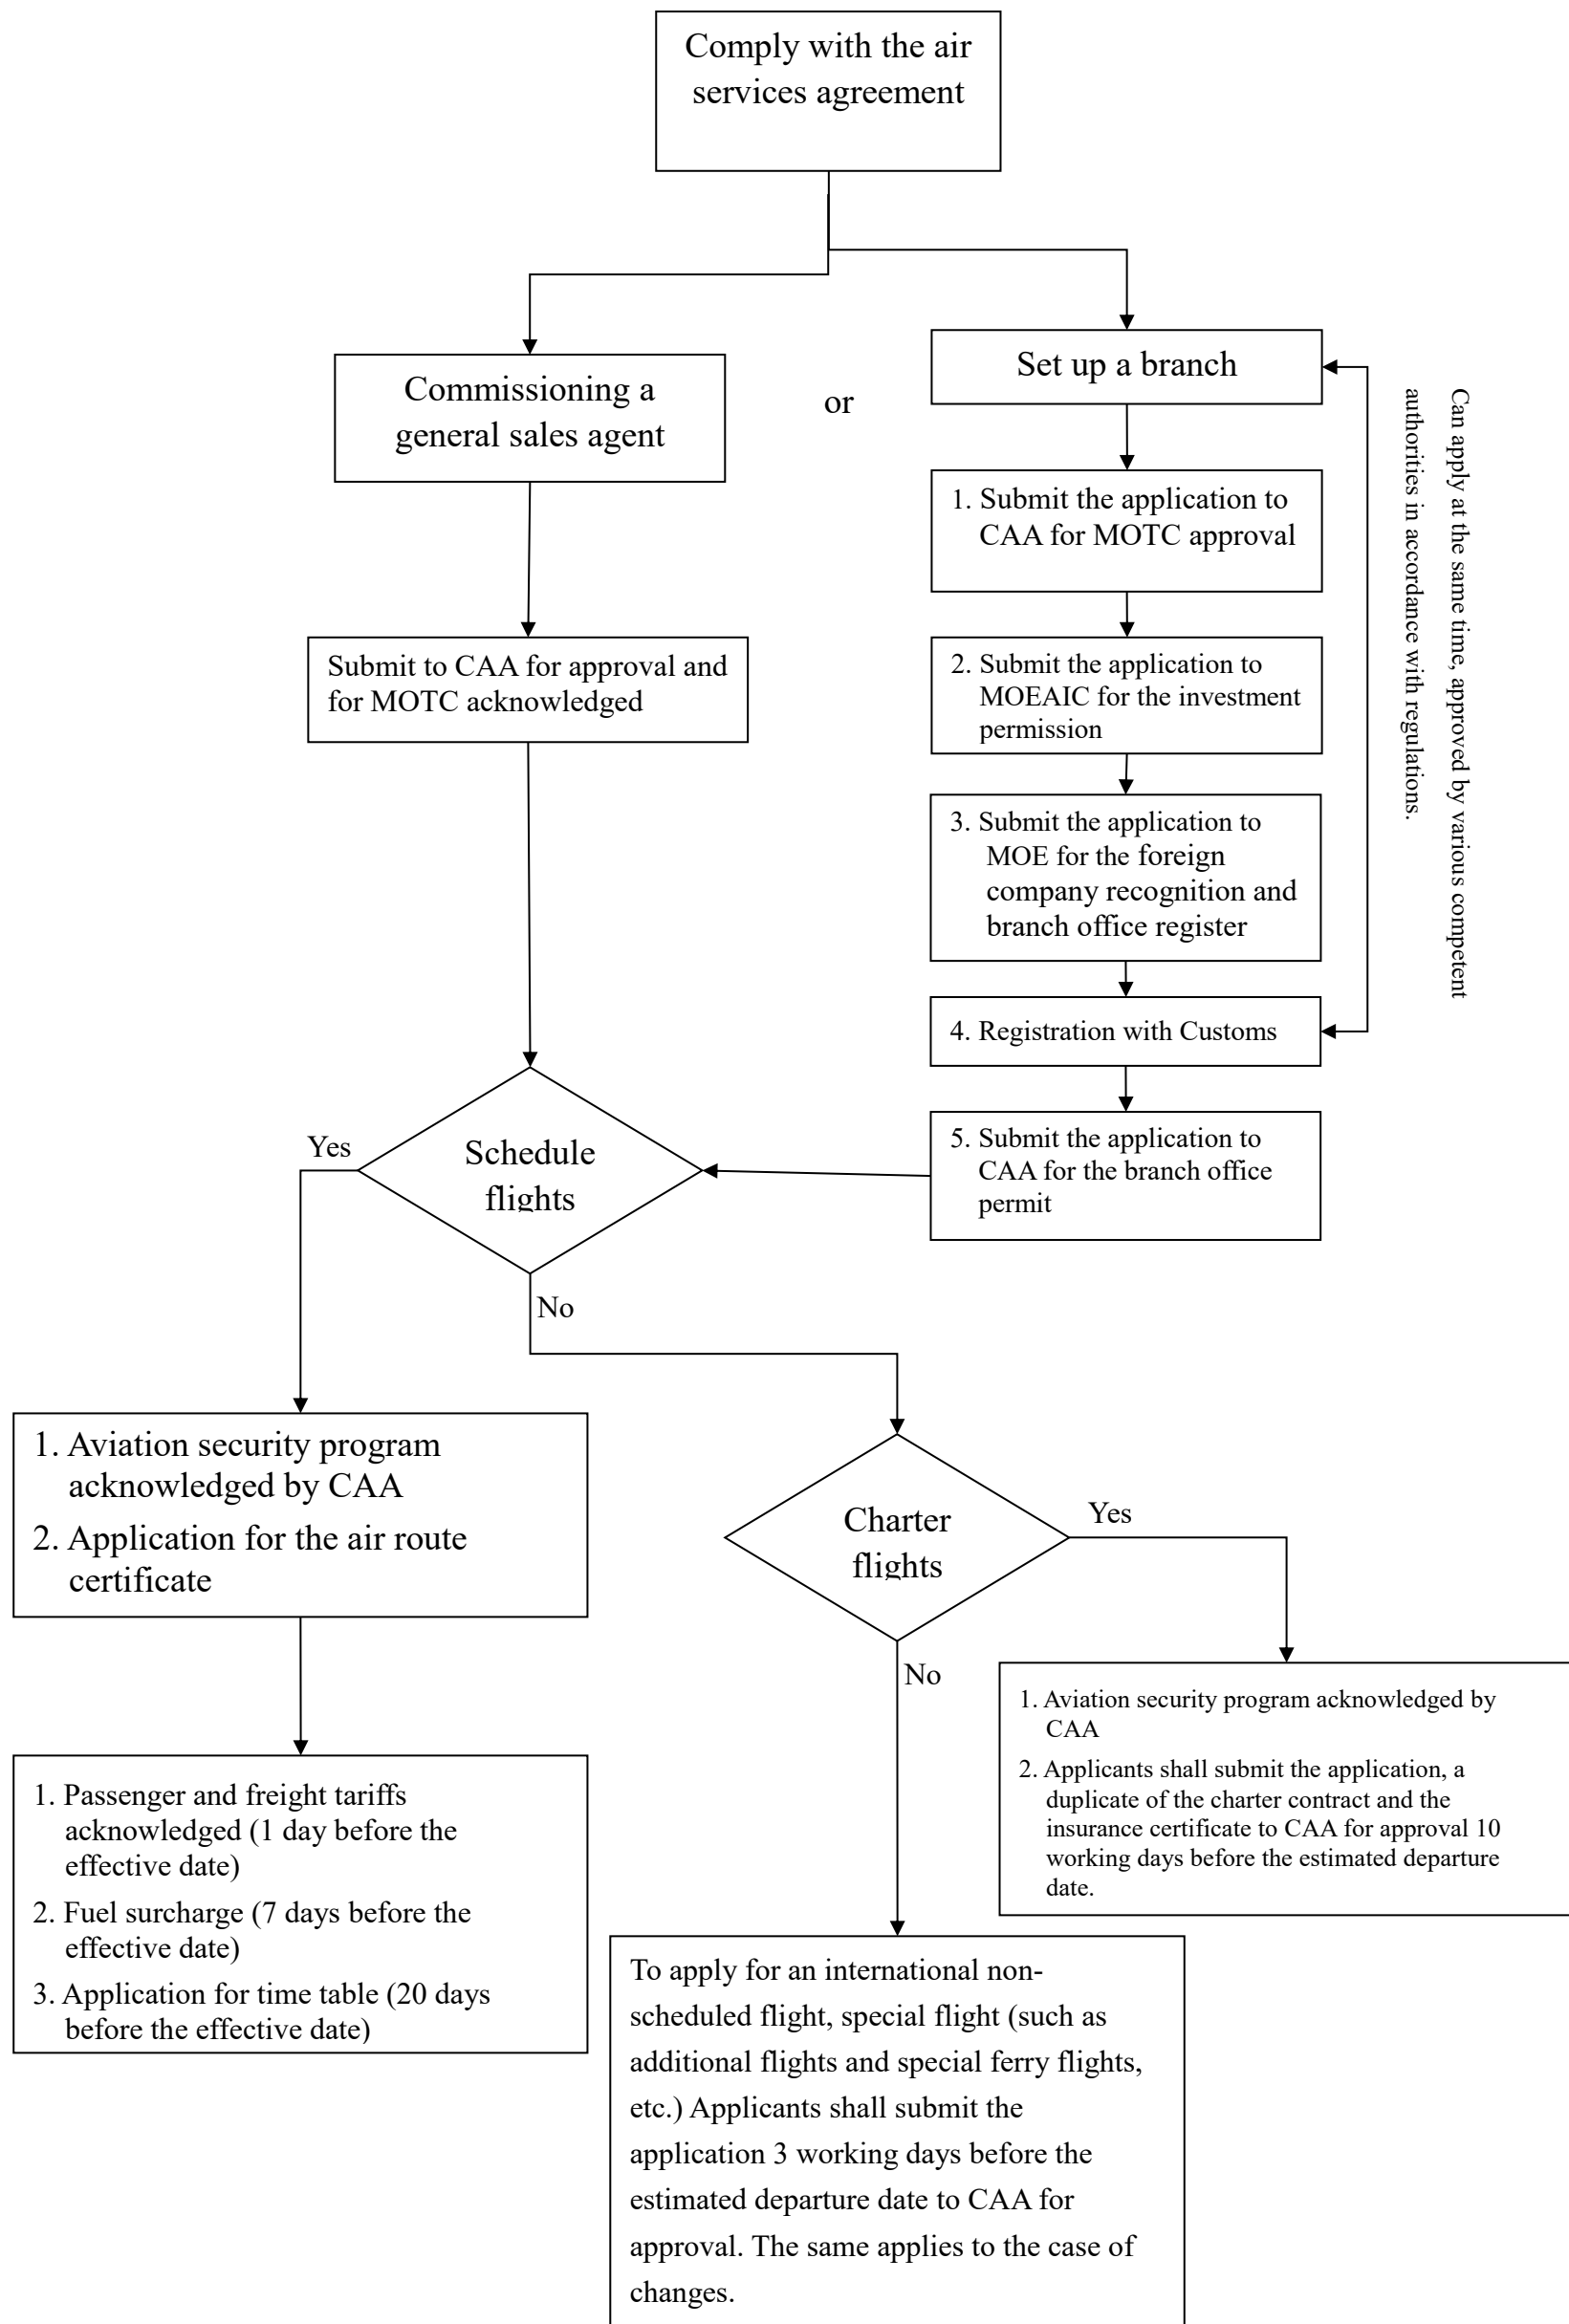 Comply with the air
services agreement
Commissioning a
general sales agent
or
Set up a branch
1. Submit the application to
CAA for MOTC approval
Submit to CAA for approval and
for MOTC acknowledged
2. Submit the application to
MOEAIC for the investment
permission
3. Submit the application to
MOE for the foreign
company recognition and
branch office register
4. Registration with Customs
5. Submit the application to
CAA for the branch office
permit
Can apply at the same time, approved by various competent
authorities in accordance with regulations.
Schedule
flights
Yes
No
1. Aviation security program
acknowledged by CAA
2. Application for the air route
certificate
Charter
flights
Yes
No
1. Aviation security program acknowledged by
CAA
2. Applicants shall submit the application, a
duplicate of the charter contract and the
insurance certificate to CAA for approval 10
working days before the estimated departure
date.
1. Passenger and freight tariffs
acknowledged (1 day before the
effective date)
2. Fuel surcharge (7 days before the
effective date)
3. Application for time table (20 days
before the effective date)
To apply for an international non-
scheduled flight, special flight (such as
additional flights and special ferry flights,
etc.) Applicants shall submit the
application 3 working days before the
estimated departure date to CAA for
approval. The same applies to the case of
changes.